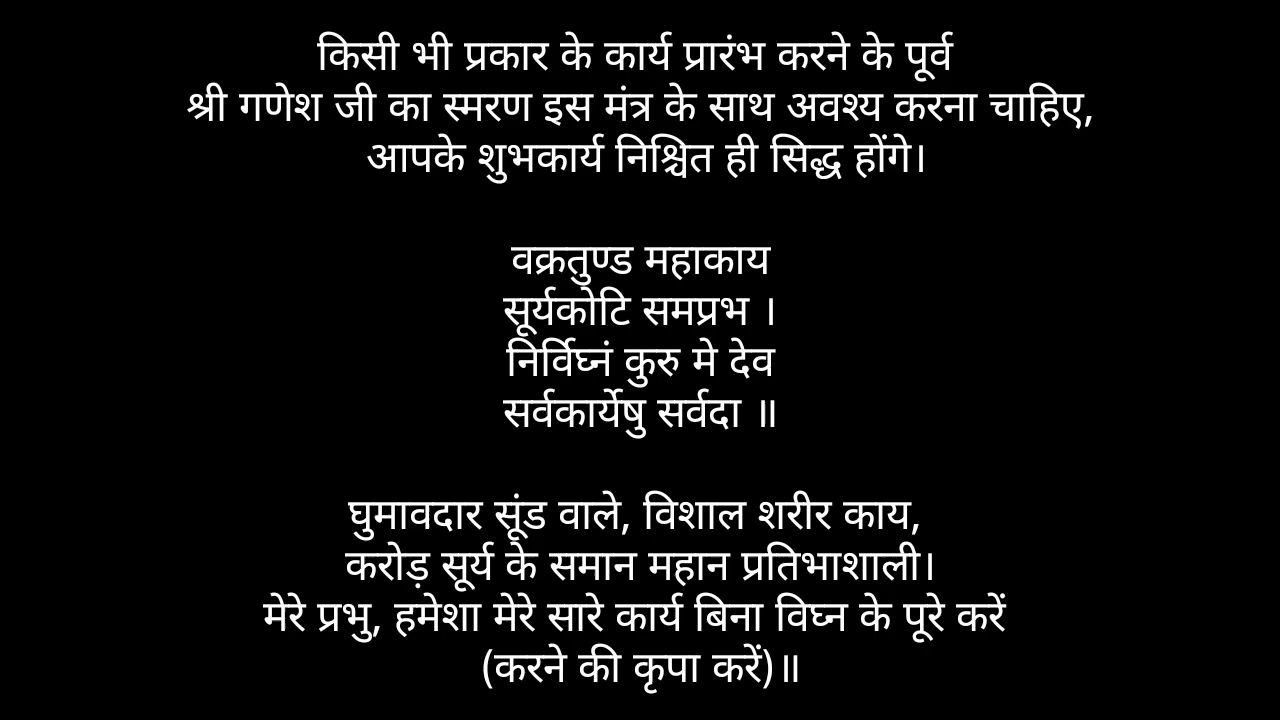 किसी भी प्रकार के कार्य प्रारंभ करने के पूर्व
श्री गणेश जी का स्मरण इस मंत्र के साथ अवश्य करना चाहिए,
आपके शुभकार्य निश्चित ही सिद्ध होंगे।
वक्रतुण्ड महाकाय
सूर्यकोटि समप्रभ ।
निर्विघ्नं कुरु मे देव
सर्वकार्येषु सर्वदा ॥
घुमावदार सूंड वाले, विशाल शरीर काय,
करोड़ सूर्य के समान महान प्रतिभाशाली।
मेरे प्रभु, हमेशा मेरे सारे कार्य बिना विघ्न के पूरे करें
(करने की कृपा करें)॥